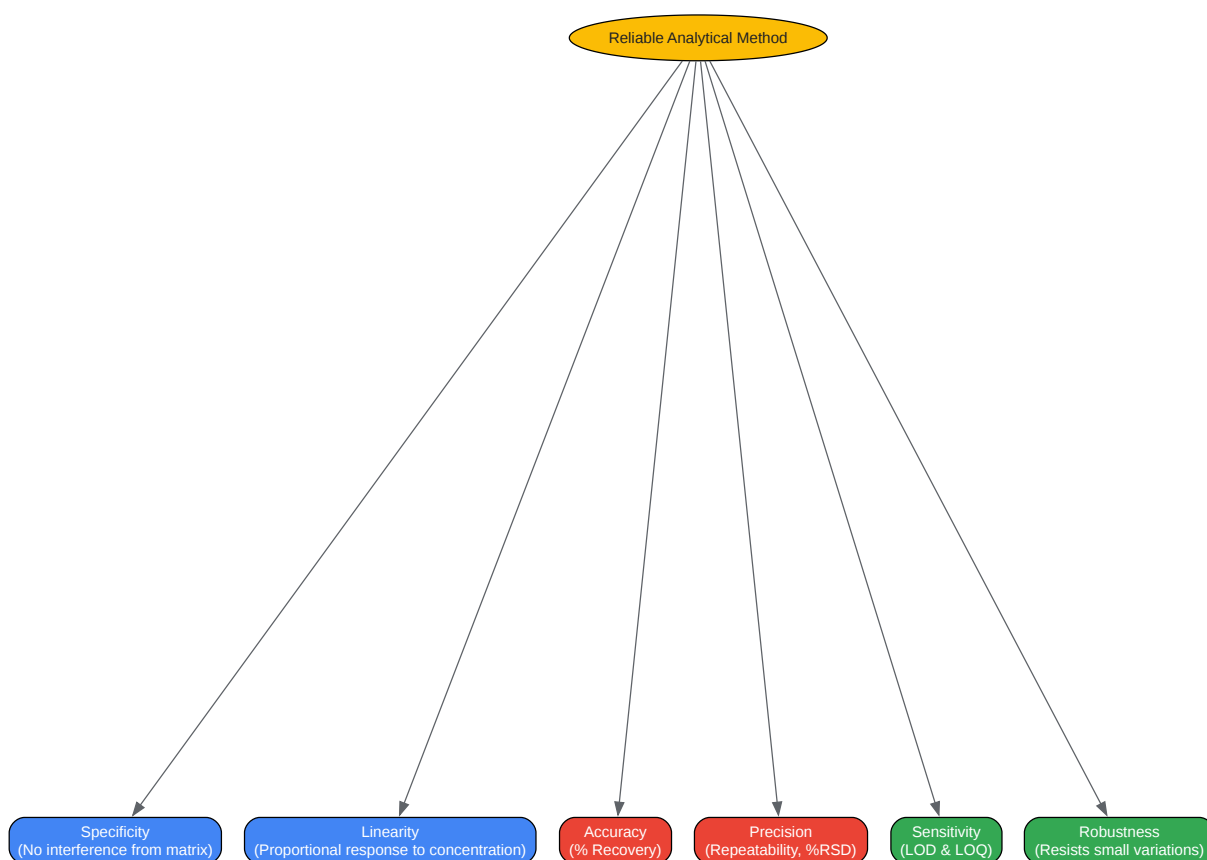 Reliable Analytical Method
Specificity
(No interference from matrix)
Linearity
(Proportional response to concentration)
Accuracy
(% Recovery)
Precision
(Repeatability, %RSD)
Sensitivity
(LOD & LOQ)
Robustness
(Resists small variations)